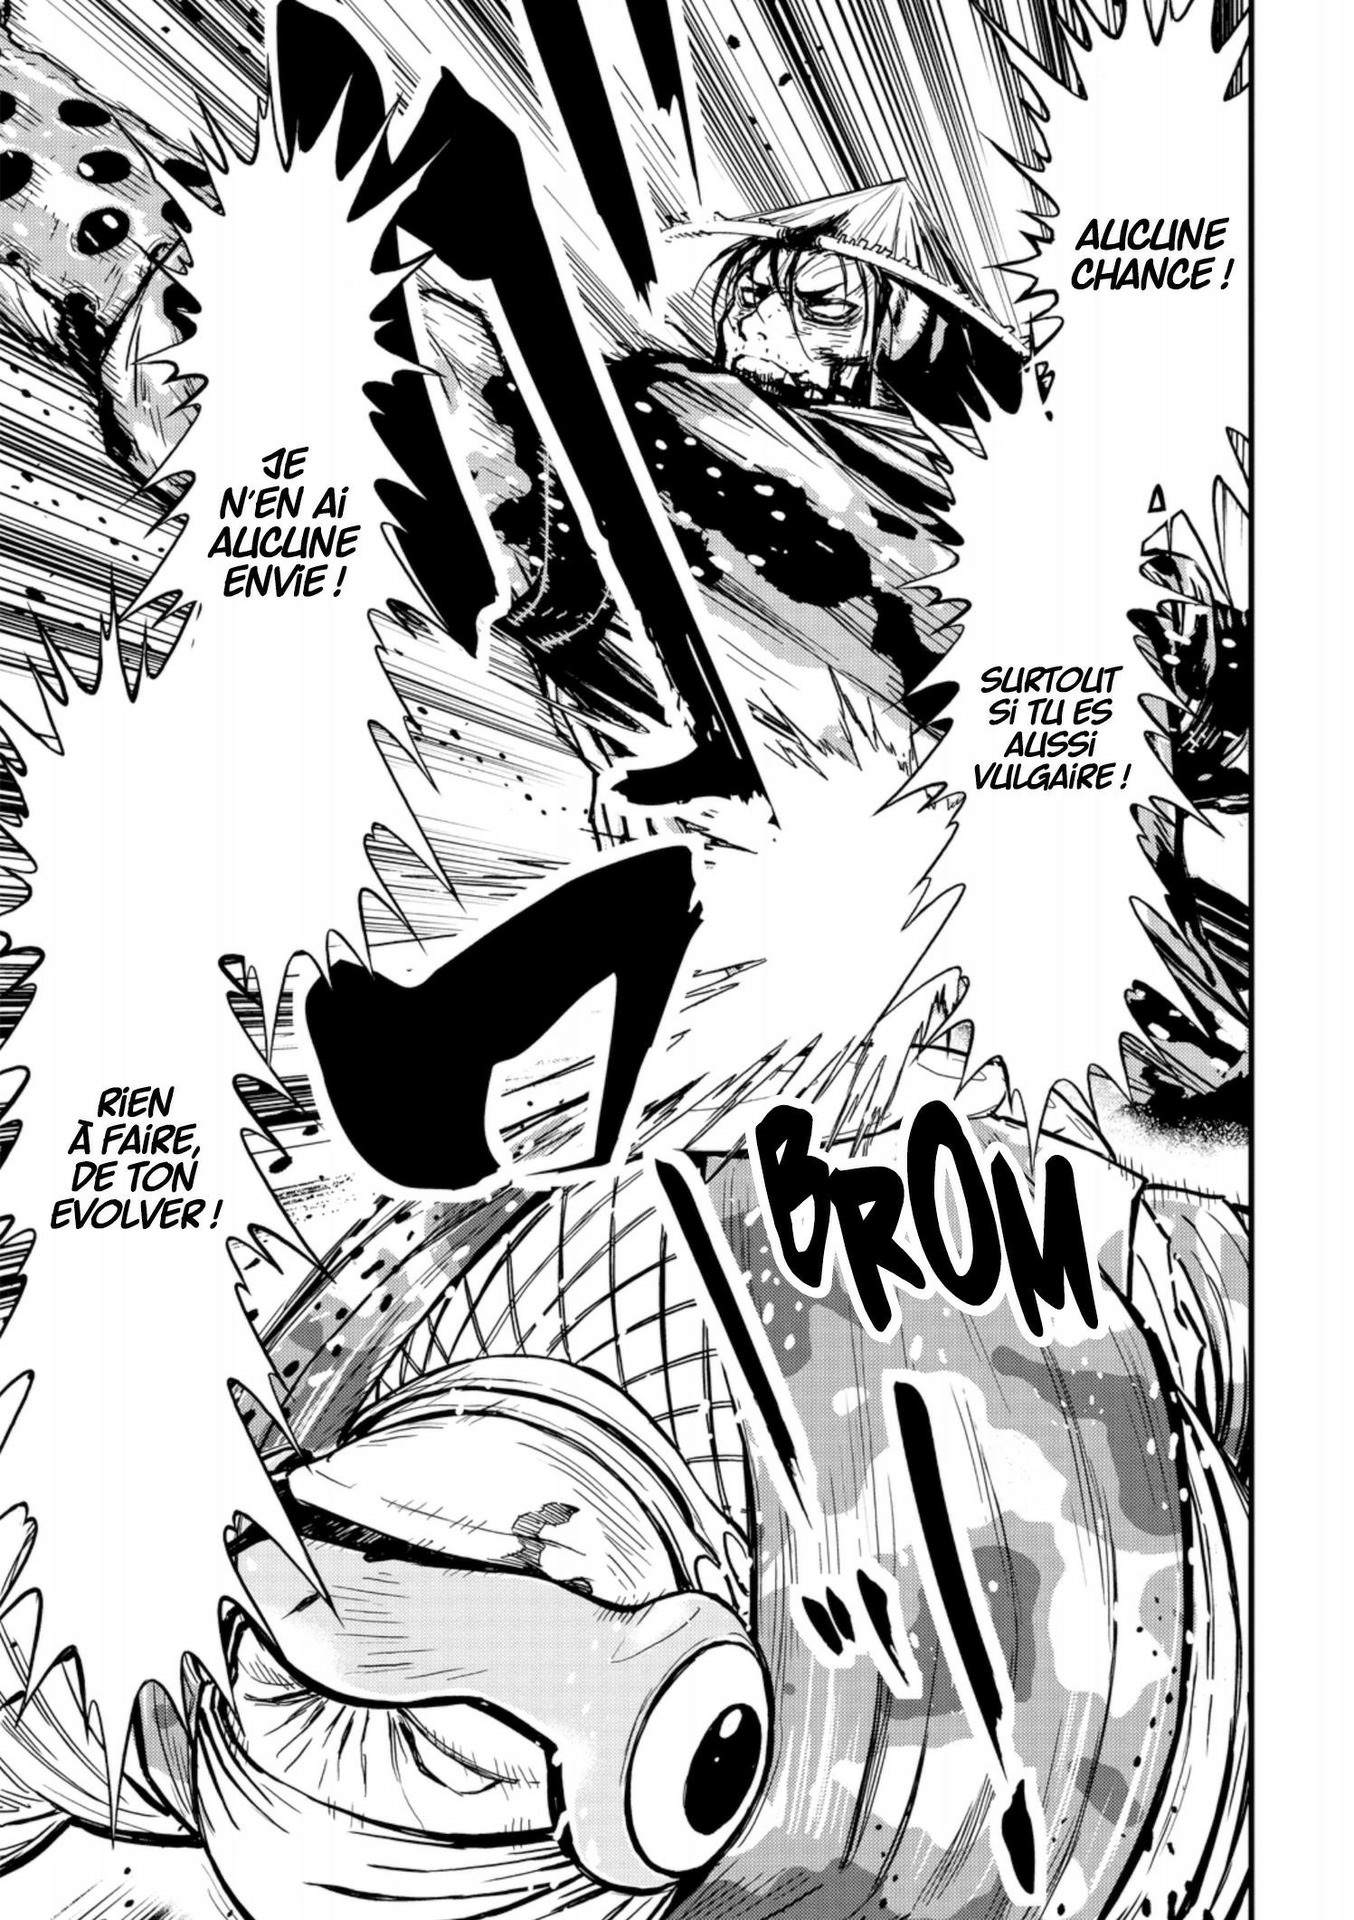 AUCUNE
CHANCE !
SURTOUT
SI TU ES
AUSSI
VULGAIRE !
JE
N'EN AI
AUCUNE
ENVIE !
RIEN
À FAIRE,
DE TON
EVOLVER !
BROM